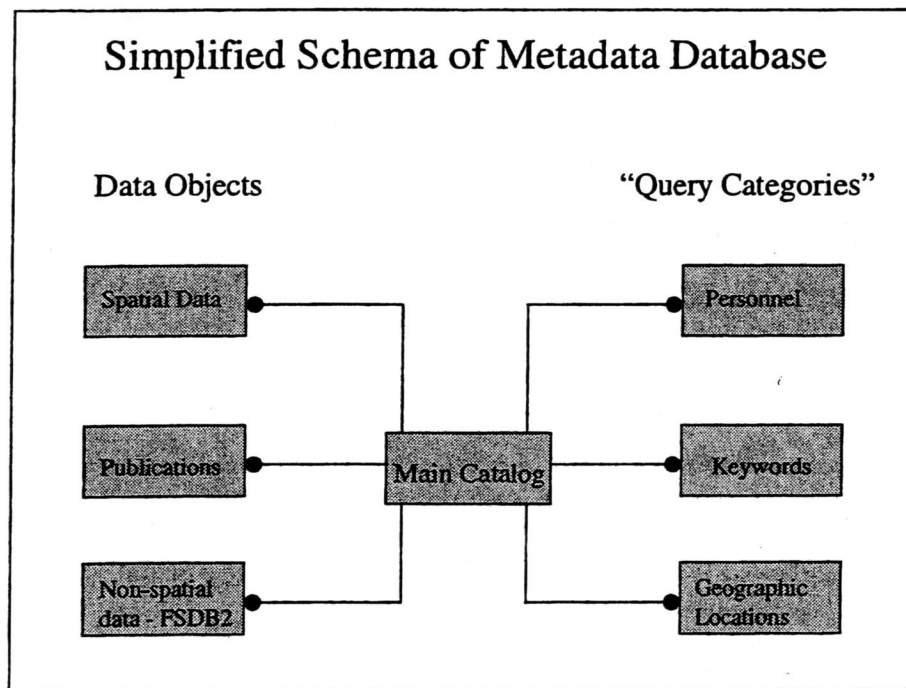 Simplified Schema of Metadata Database
Data Objects
"Query Categories"
Spatial Data
Personnel
Publications
Main Catalog
Keywords
Non-spatial
data - FSDB2
Geographic
Locations